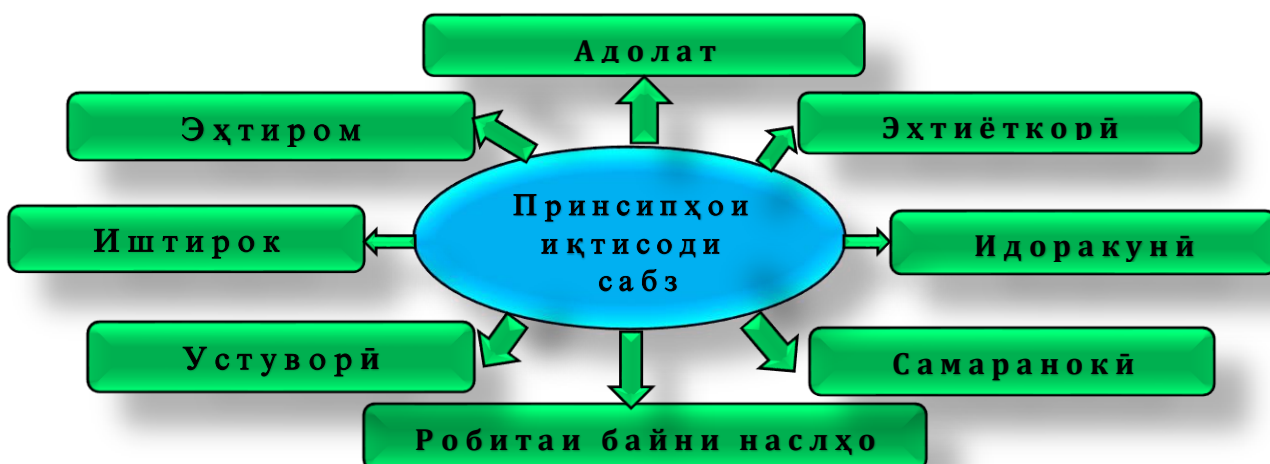 Адолат
Эҳтиром
Эҳтиёткорӣ
Принсипҳои
иқтисоди
сабз
Иштирок
Идоракунӣ
Устуворӣ
Самаранокӣ
Робитаи байни наслҳо